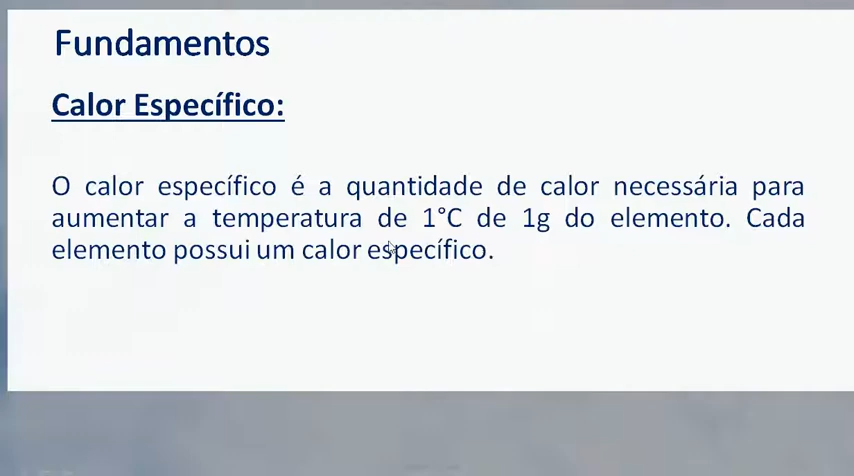 Fundamentos
Calor Específico:
O calor específico é a quantidade de calor necessária para
aumentar a temperatura de 1°C de 1g do elemento. Cada
elemento possui um calor específico.